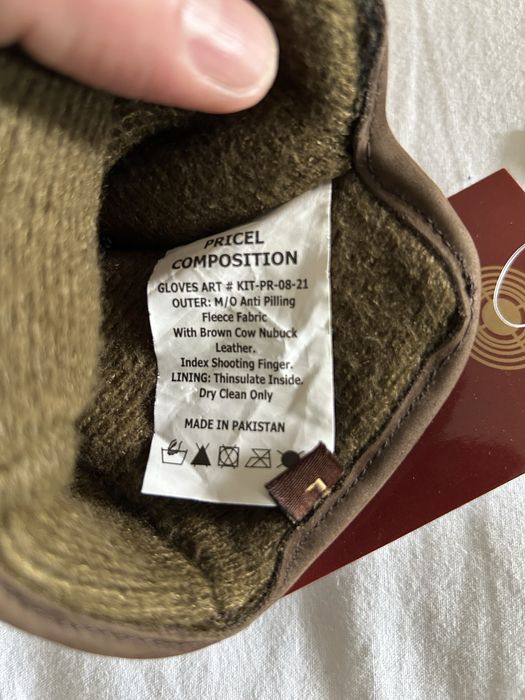 PRICEL
COMPOSITION
GLOVES ART # KIT-PR-08-21
OUTER: M/O Anti Pilling
Fleece Fabric
With Brown Cow Nubuck
Leather.
Index Shooting Finger.
LINING: Thinsulate Inside.
Dry Clean Only
MADE IN PAKISTAN
L